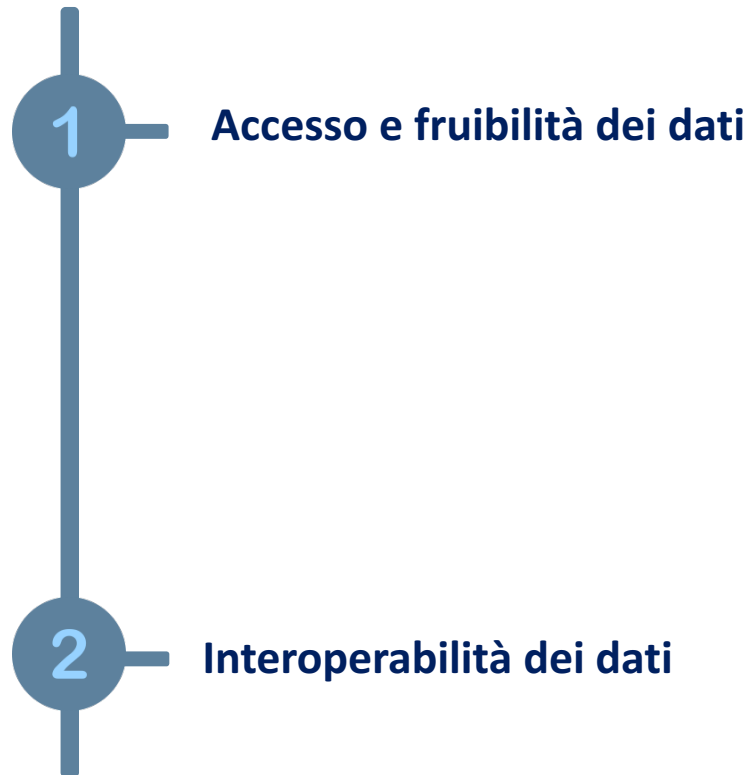 1
Accesso e fruibilità dei dati
2
Interoperabilità dei dati